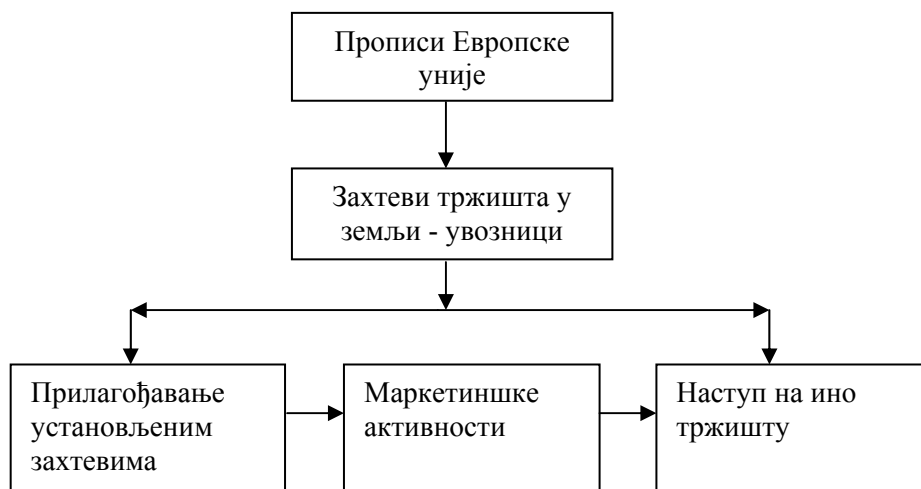 Прописи Европске
уније
Захтеви тржишта у
земљи - увозници
Прилагођавање
установљеним
захтевима
Маркетиншке
активности
Наступ на ино
тржишту